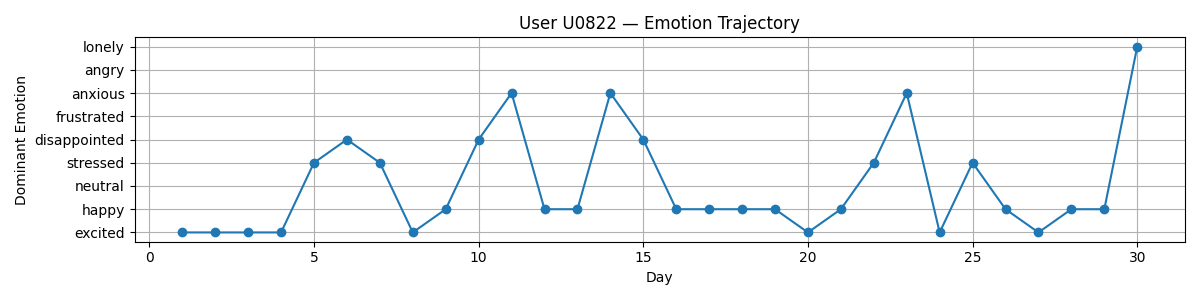 User U0822 — Emotion Trajectory
Dominant Emotion
lonely
angry
anxious
frustrated
disappointed
stressed
neutral
happy
excited
0 5 10 15 20 25 30
Day